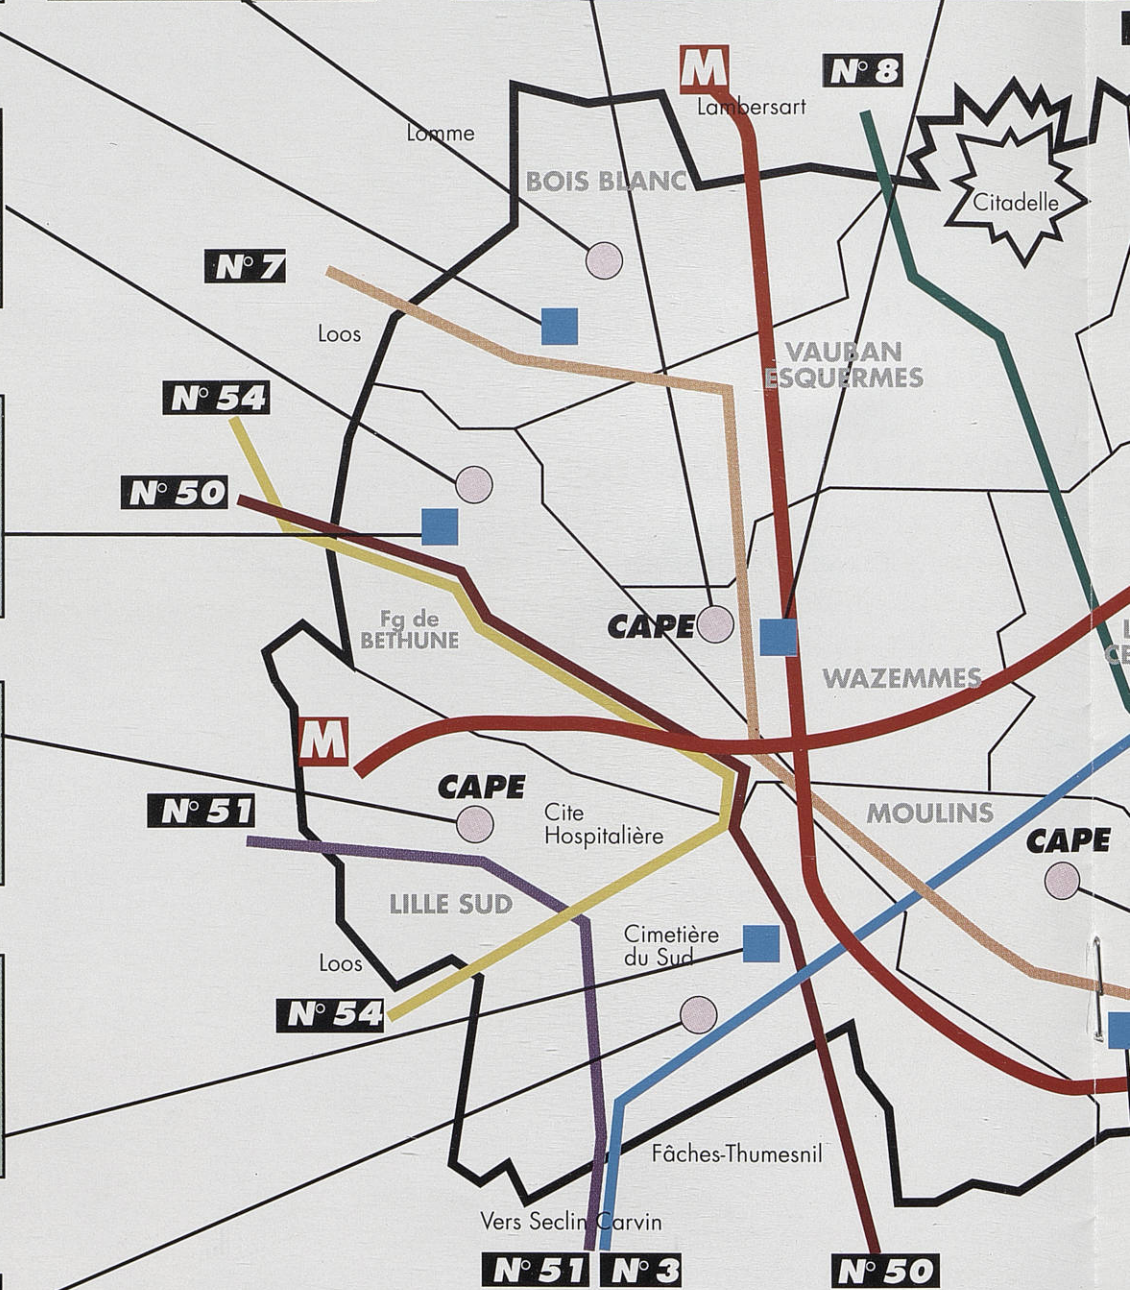 M
N° 8
Lambersart
Lomme
BOIS BLANC
Citadelle
N° 7
Loos
VAUBAN
ESQUERMES
N° 54
N° 50
Fg de
BETHUNE
CAPE
WAZEMMES
M
CAPE
N° 51
Cite
Hospitalière
MOULINS
CAPE
LILLE SUD
Cimetière
du Sud
Loos
N° 54
Fâches-Thumesnil
Vers Seclin Carvin
N° 51
N° 3
N° 50